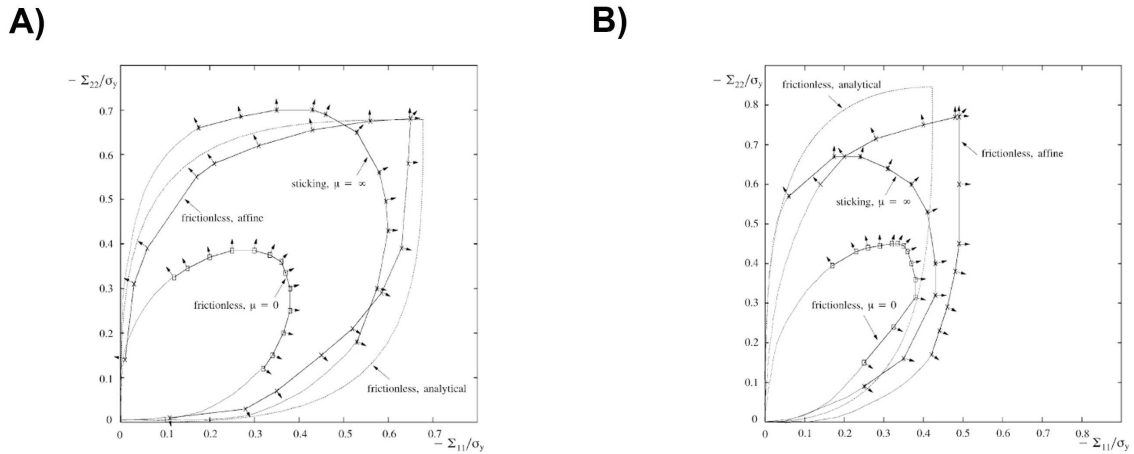 A)
− Σ22/σy
0.7
0.6
0.5
0.4
0.3
0.2
0.1
0
0 0.1 0.2 0.3 0.4 0.5 0.6 0.7
− Σ11/σy
sticking, μ = ∞
frictionless, affine
frictionless, μ = 0
frictionless, analytical
B)
− Σ22/σy
0.8
0.7
0.6
0.5
0.4
0.3
0.2
0.1
0
0 0.1 0.2 0.3 0.4 0.5 0.6 0.7 0.8
− Σ11/σy
frictionless, analytical
frictionless, affine
sticking, μ = ∞
frictionless, μ = 0